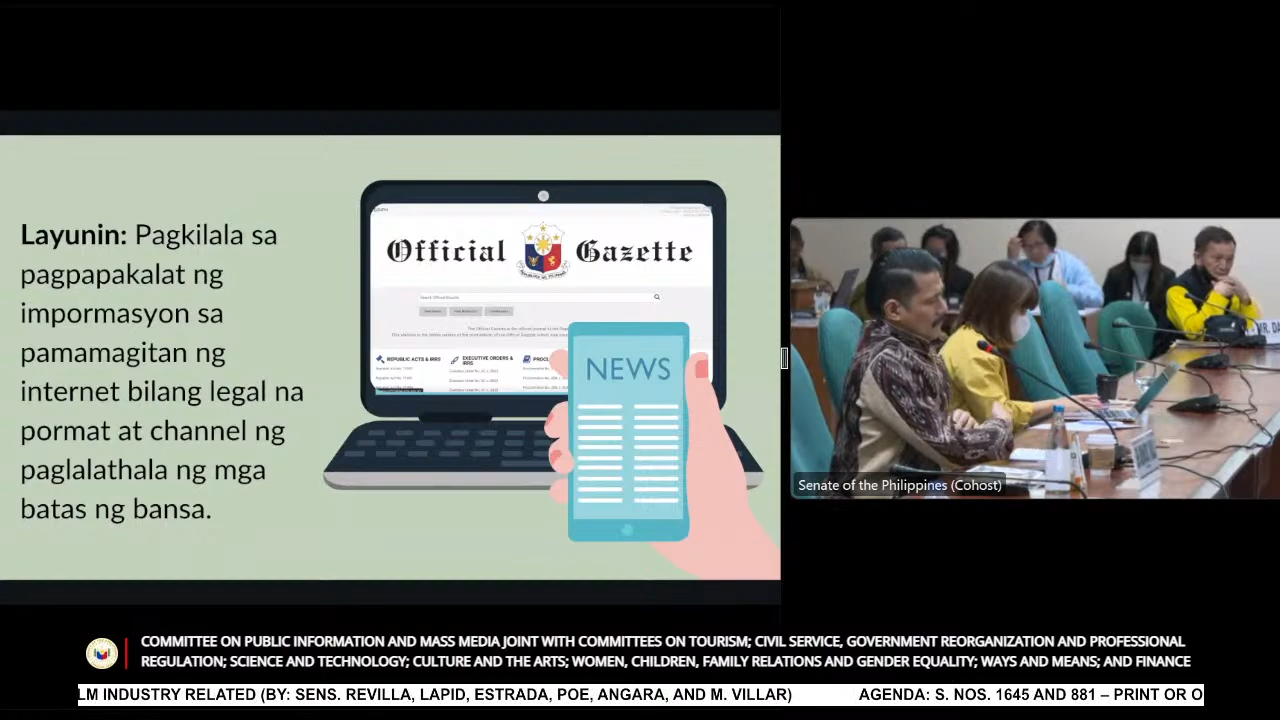 Layunin: Pagkilala sa
pagpapakalat ng
impormasyon sa
pamamagitan ng
internet bilang legal na
pormat at channel ng
paglalathala ng mga
batas ng bansa.
Official Gazette
Search Official Gazette
REPUBLIC ACTS & IRRS
EXECUTIVE ORDERS & IRRS
NEWS
Senate of the Philippines (Cohost)
COMMITTEE ON PUBLIC INFORMATION AND MASS MEDIA JOINT WITH COMMITTEES ON TOURISM; CIVIL SERVICE, GOVERNMENT REORGANIZATION AND PROFESSIONAL
REGULATION; SCIENCE AND TECHNOLOGY; CULTURE AND THE ARTS; WOMEN, CHILDREN, FAMILY RELATIONS AND GENDER EQUALITY; WAYS AND MEANS; AND FINANCE
LM INDUSTRY RELATED (BY: SENS. REVILLA, LAPID, ESTRADA, POE, ANGARA, AND M. VILLAR) AGENDA: S. NOS. 1645 AND 881 – PRINT OR O